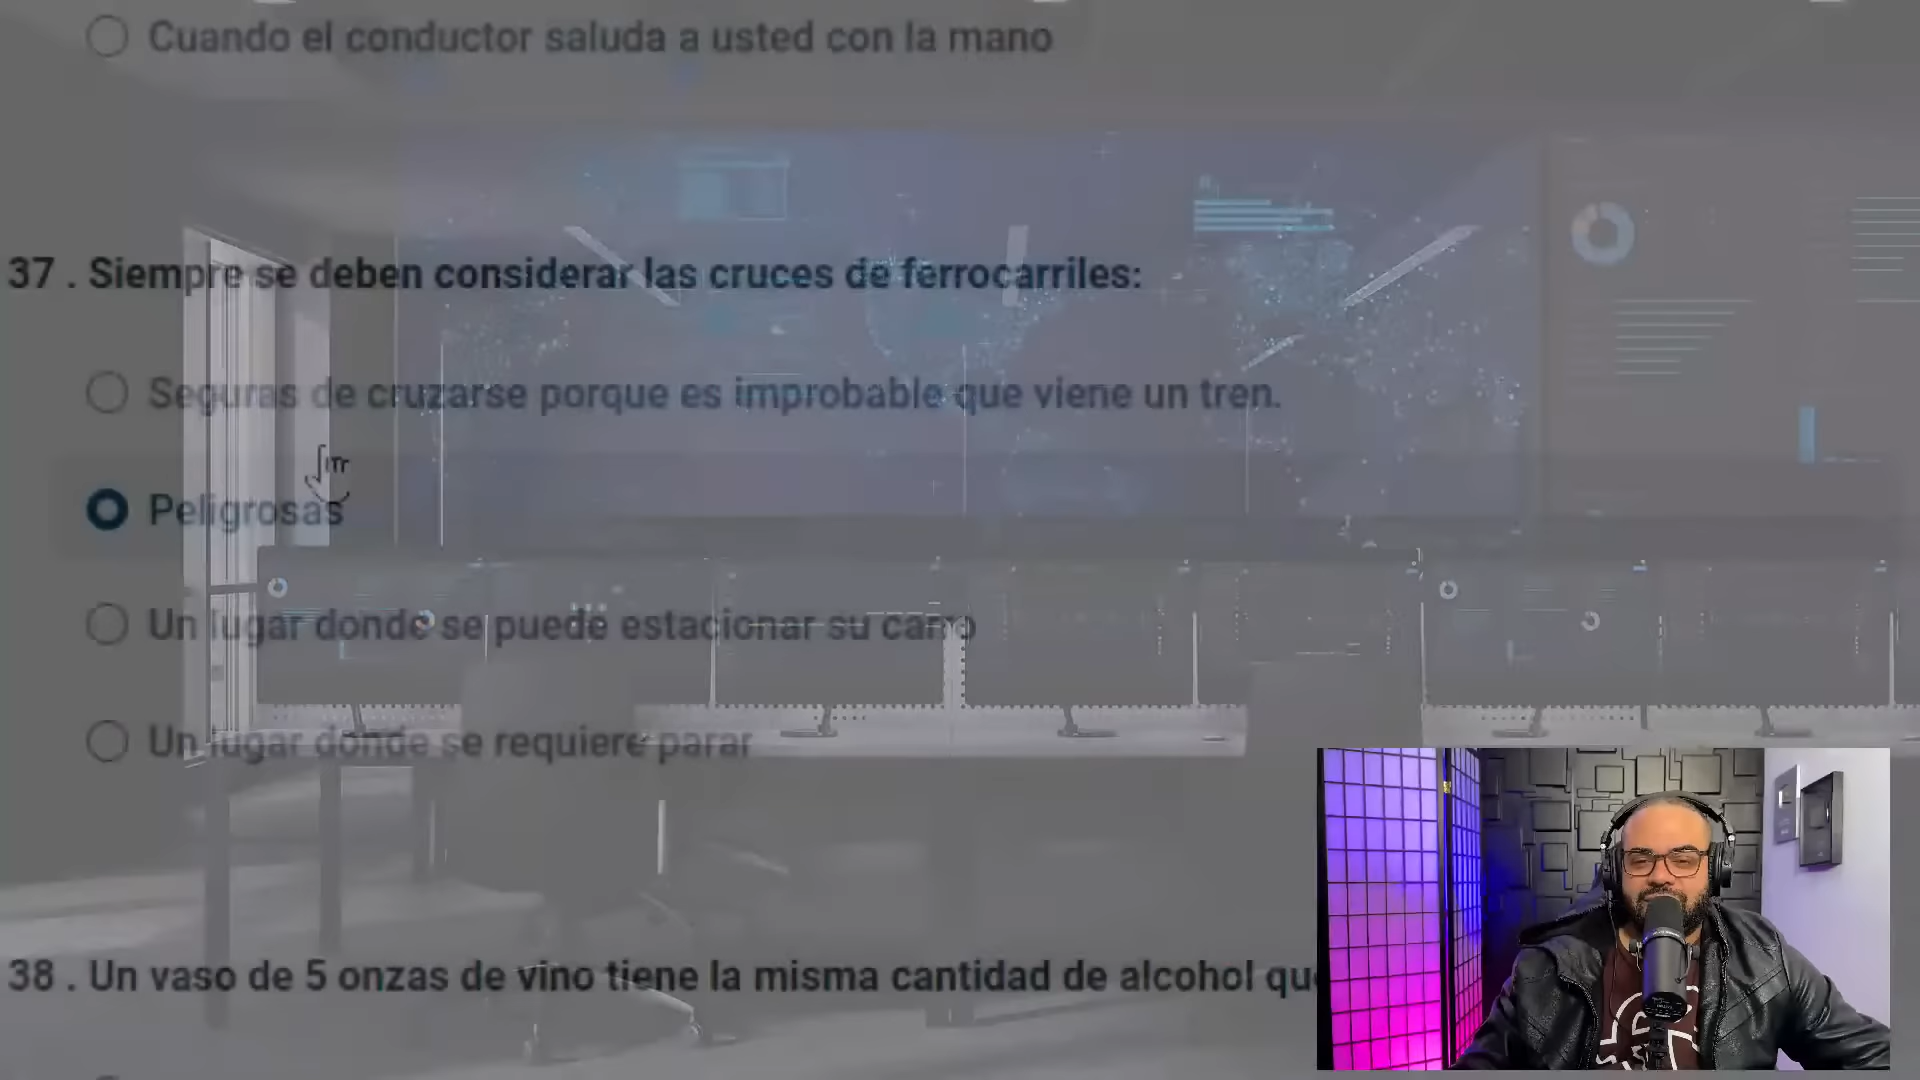 Cuando el conductor saluda a usted con la mano
37 . Siempre se deben considerar las cruces de ferrocarriles:
Seguras de cruzarse porque es improbable que viene un tren.
Peligrosas
Un lugar donde se puede estacionar su carro
Un lugar donde se requiere parar
38 . Un vaso de 5 onzas de vino tiene la misma cantidad de alcohol que